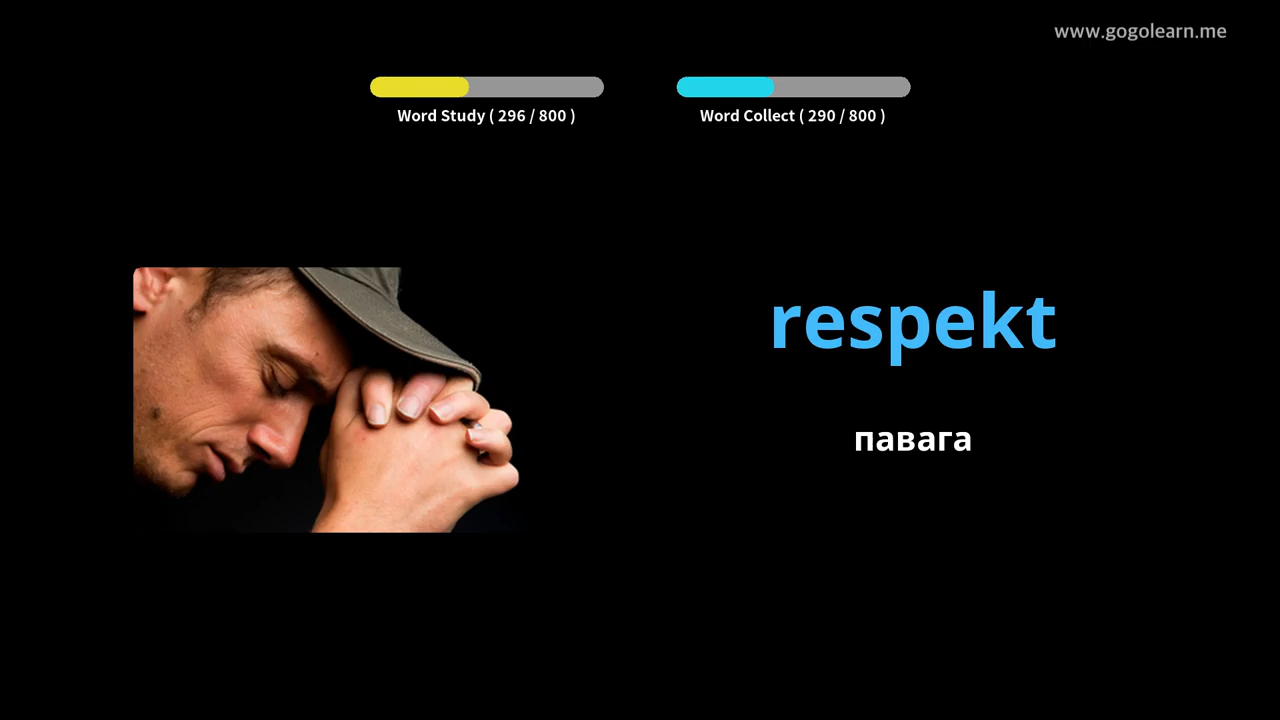 www.gogolearn.me
Word Study ( 296 / 800 )
Word Collect ( 290 / 800 )
respekt
павага